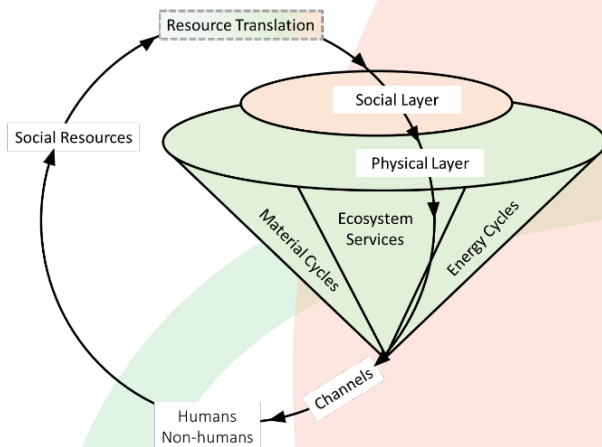 Resource Translation
Social Layer
Social Resources
Physical Layer
Material Cycles
Ecosystem
Services
Energy Cycles
Channels
Humans
Non-humans